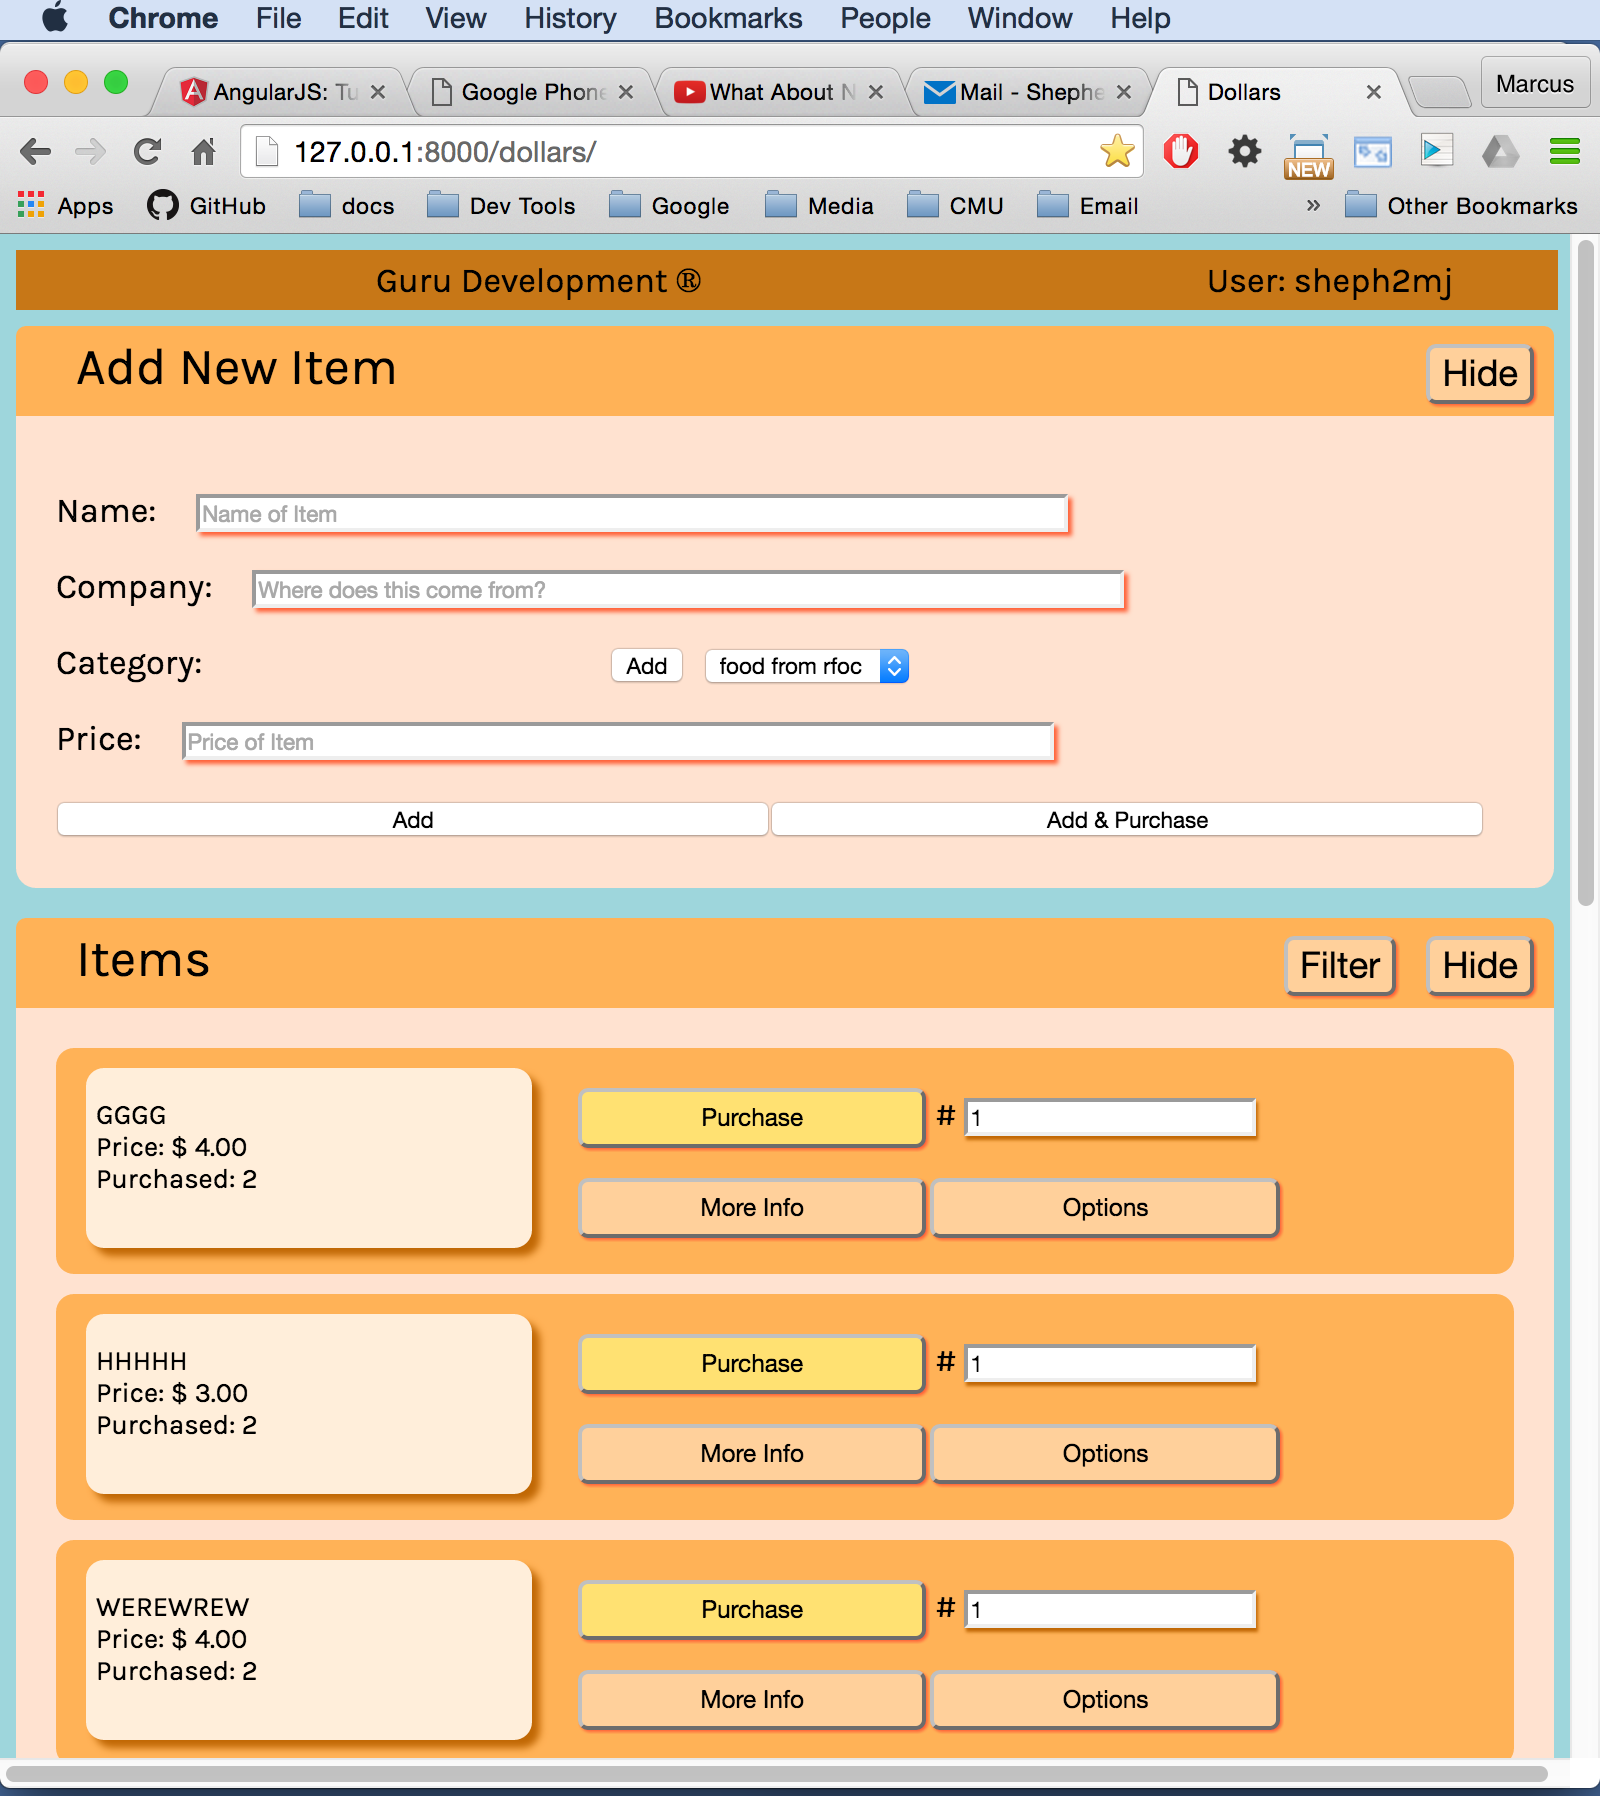 Chrome File Edit View History Bookmarks People Window Help
AngularJS: Tu Google Phone What About N Mail - Shephe Dollars Marcus
127.0.0.1:8000/dollars/
NEW
Apps GitHub docs Dev Tools Google Media CMU Email » Other Bookmarks
Guru Development ® User: sheph2mj
Add New Item Hide
Name: Name of Item
Company: Where does this come from?
Category: Add food from rfoc
Price: Price of Item
Add Add & Purchase
Items Filter Hide
GGGG
Price: $ 4.00
Purchased: 2
Purchase # 1
More Info Options
HHHHH
Price: $ 3.00
Purchased: 2
Purchase # 1
More Info Options
WEREWREW
Price: $ 4.00
Purchased: 2
Purchase # 1
More Info Options